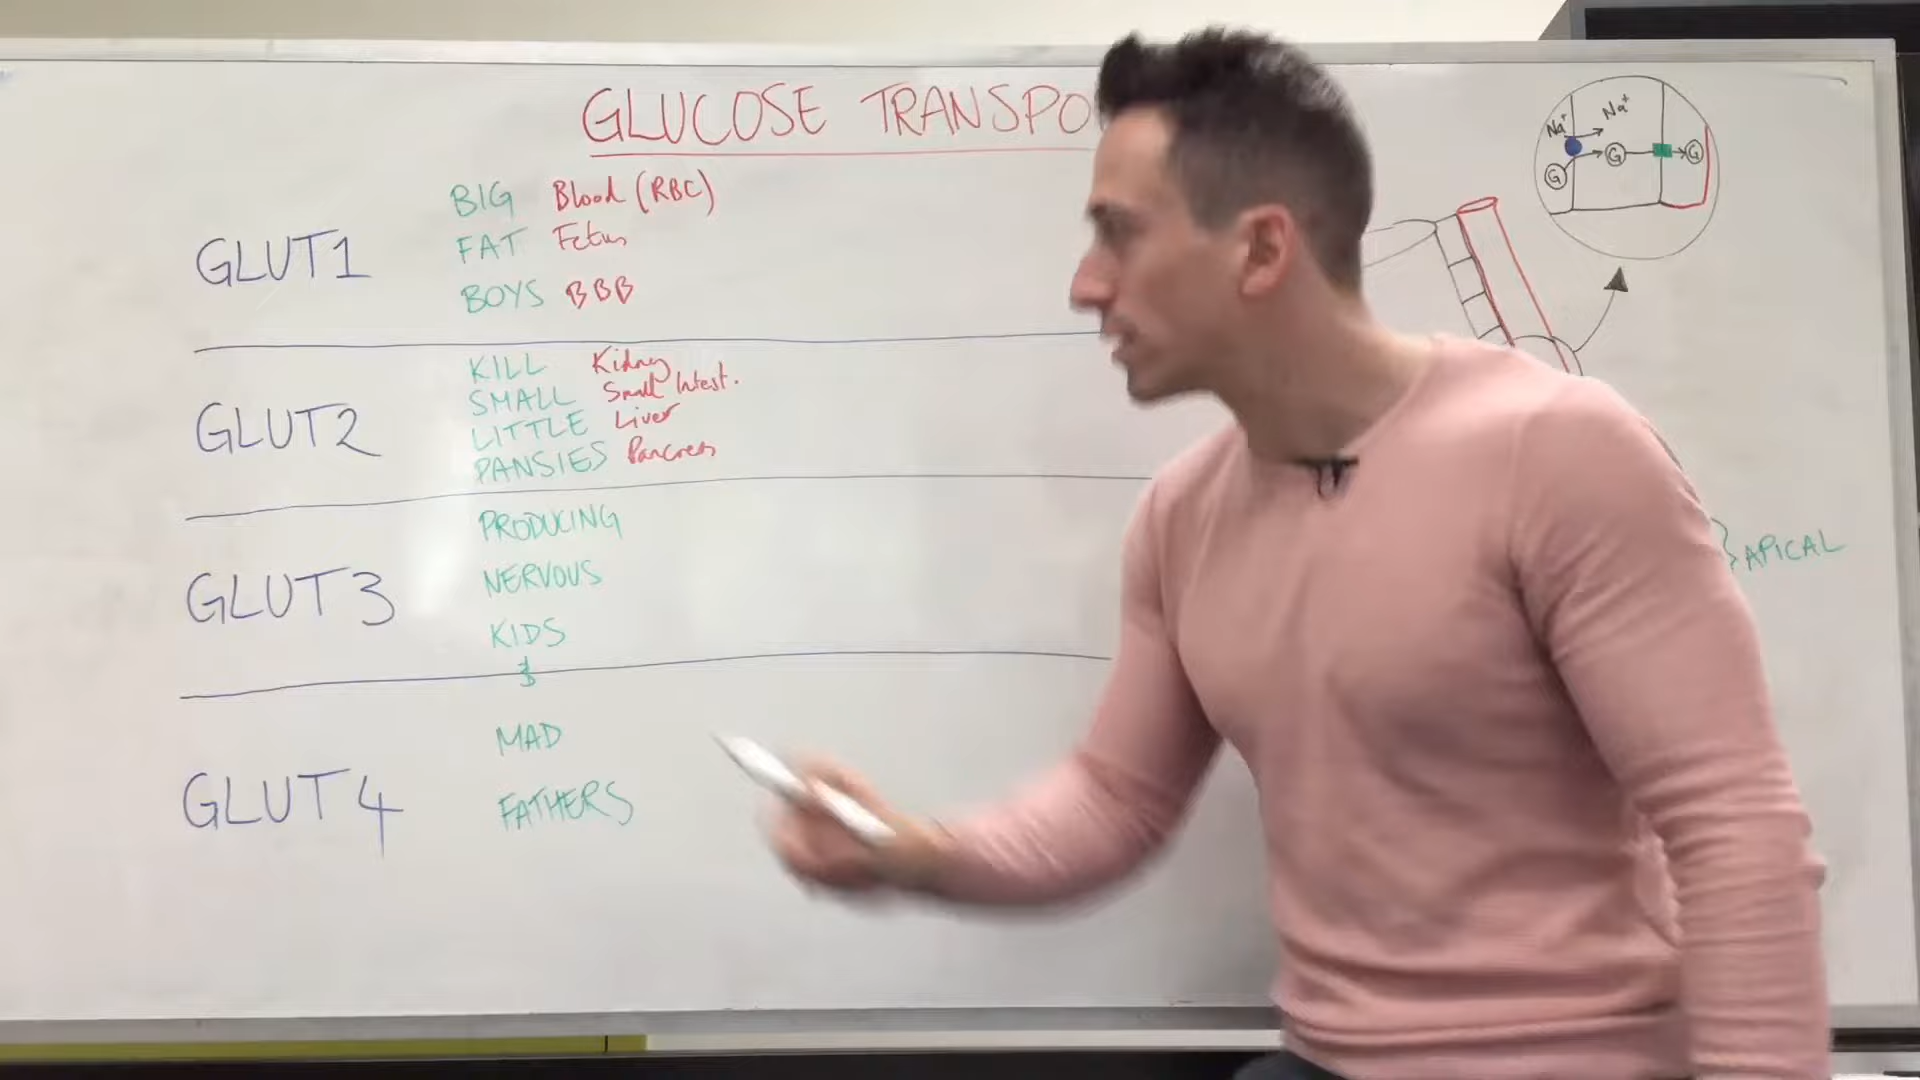 GLUCOSE TRANSPO
GLUT1
BIG Blood (RBC)
FAT Fetus
BOYS BBB
GLUT2
KILL Kidney
SMALL Small Intest.
LITTLE Liver
PANSIES Pancreas
GLUT3
PRODUCING
NERVOUS
KIDS
&
GLUT4
MAD
FATHERS
Na+ Na+
G G G
APICAL